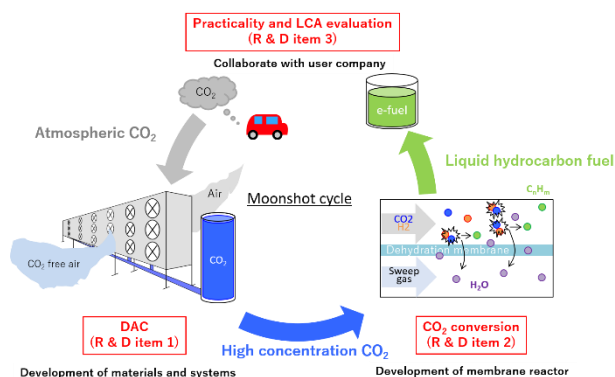 Practicality and LCA evaluation
(R & D item 3)
Collaborate with user company
CO2
e-fuel
Atmospheric CO2
Liquid hydrocarbon fuel
Air
Moonshot cycle
CnHm
CO2
H2
Dehydration membrane
CO2
CO2 free air
Sweep
gas
H2O
DAC
(R & D item 1)
High concentration CO2
CO2 conversion
(R & D item 2)
Development of materials and systems
Development of membrane reactor